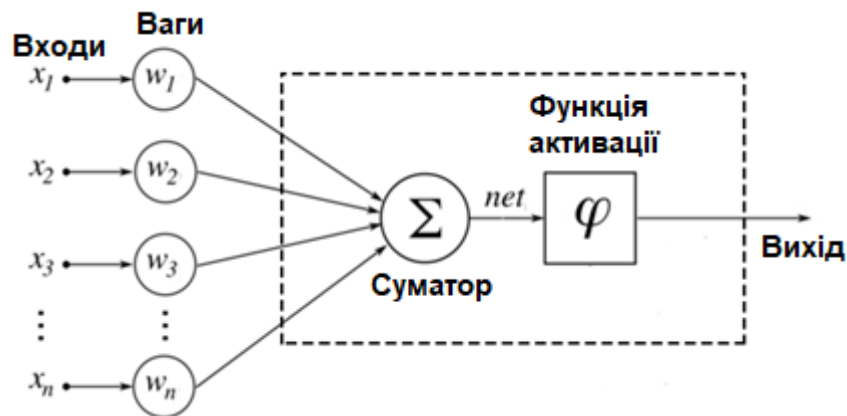 Входи
Ваги
x₁
w₁
Функція
активації
x₂
w₂
Σ
net
φ
Вихід
x₃
w₃
Суматор
⋮
⋮
xₙ
wₙ